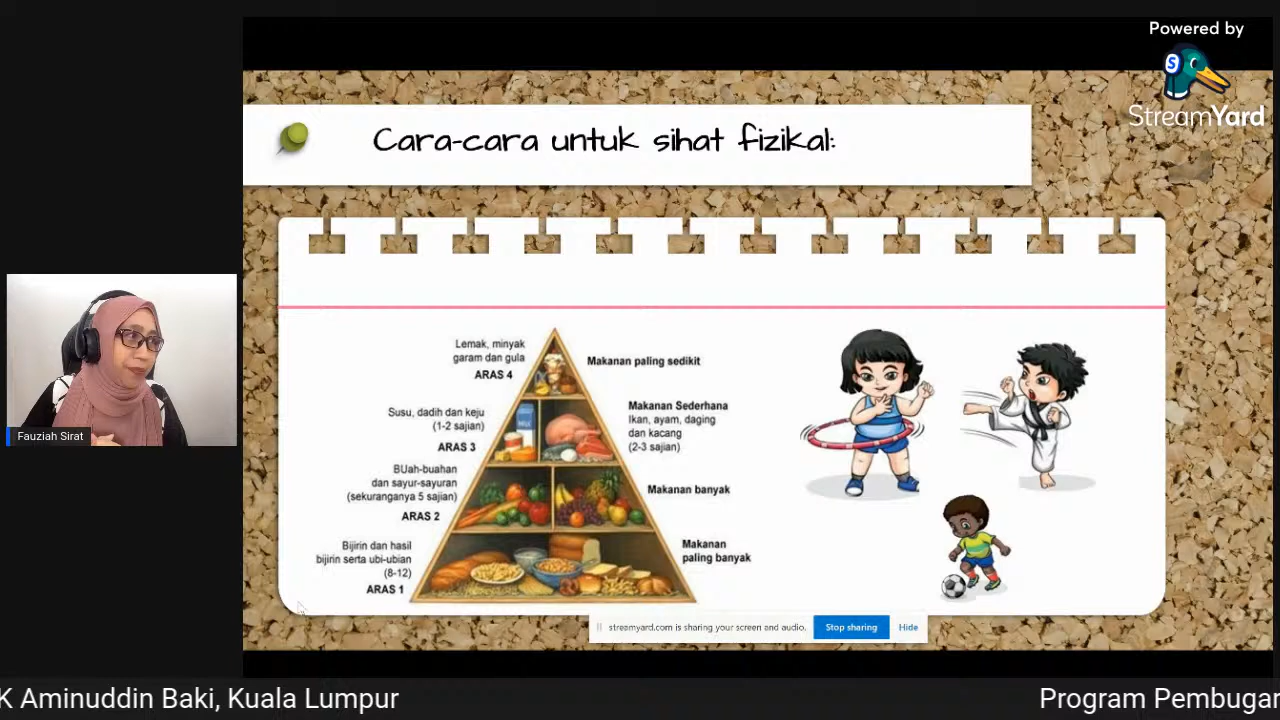 Powered by
StreamYard
Cara-cara untuk sihat fizikal:
Lemak, minyak
garam dan gula
ARAS 4
Makanan paling sedikit
Susu, dadih dan keju
(1-2 sajian)
ARAS 3
Makanan Sederhana
Ikan, ayam, daging
dan kacang
(2-3 sajian)
BUah-buahan
dan sayur-sayuran
(sekuranganya 5 sajian)
ARAS 2
Makanan banyak
Bijirin dan hasil
bijirin serta ubi-ubian
(8-12)
ARAS 1
Makanan
paling banyak
MILK
Fauziah Sirat
streamyard.com is sharing your screen and audio. Stop sharing Hide
K Aminuddin Baki, Kuala Lumpur
Program Pembugar